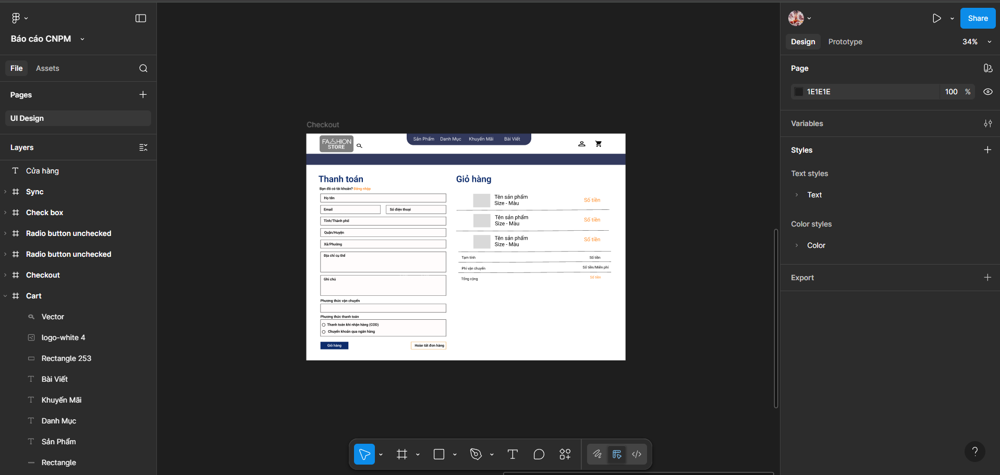 Báo cáo CNPM
File
Assets
Pages
UI Design
Layers
Cửa hàng
Sync
Check box
Radio button unchecked
Radio button unchecked
Checkout
Cart
Vector
logo-white 4
Rectangle 253
Bài Viết
Khuyến Mãi
Danh Mục
Sản Phẩm
Rectangle
Checkout
FASHION
STORE
Sản Phẩm
Danh Mục
Khuyến Mãi
Bài Viết
Thanh toán
Bạn đã có tài khoản? Đăng nhập
Họ tên
Email
Số điện thoại
Tỉnh/Thành phố
Quận/Huyện
Xã/Phường
Địa chỉ cụ thể
Ghi chú
Phương thức vận chuyển
Phương thức thanh toán
Thanh toán khi nhận hàng (COD)
Chuyển khoản qua ngân hàng
Giỏ hàng
Hoàn tất đơn hàng
Giỏ hàng
Tên sản phẩm
Size - Màu
Số tiền
Tên sản phẩm
Size - Màu
Số tiền
Tên sản phẩm
Size - Màu
Số tiền
Tạm tính
Số tiền
Phí vận chuyển
Số tiền/Miễn phí
Tổng cộng
Số tiền
Share
Design
Prototype
34%
Page
1E1E1E
100 %
Variables
Styles
Text styles
Text
Color styles
Color
Export
?